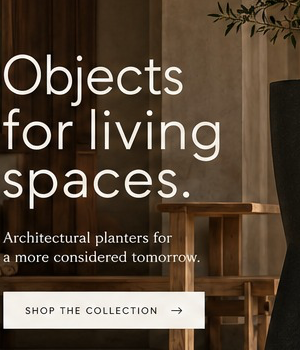 Objects
for living
spaces.
Architectural planters for
a more considered tomorrow.
SHOP THE COLLECTION →